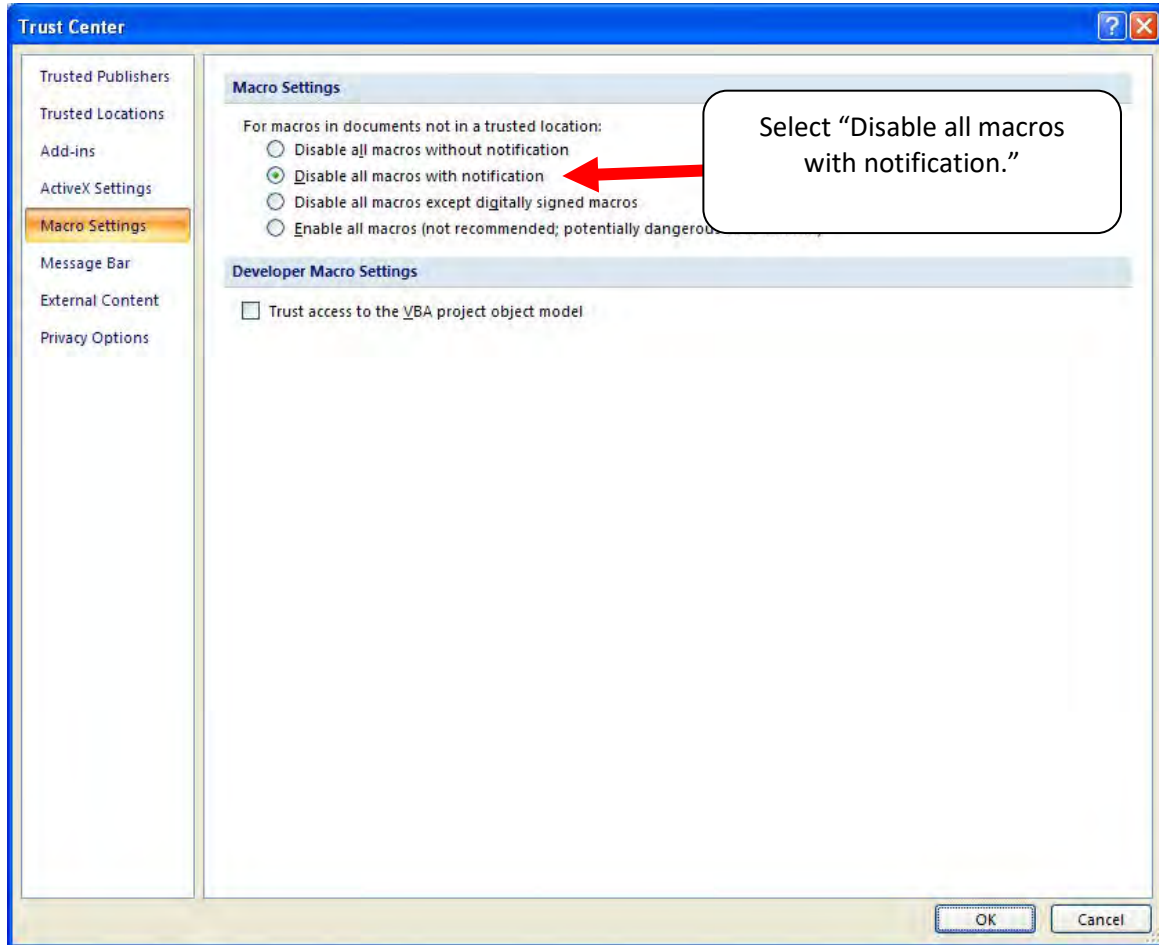 Trust Center
Trusted Publishers
Trusted Locations
Add-ins
ActiveX Settings
Macro Settings
Message Bar
External Content
Privacy Options
Macro Settings
For macros in documents not in a trusted location:
Disable all macros without notification
Disable all macros with notification
Disable all macros except digitally signed macros
Enable all macros (not recommended; potentially dangerous
Select “Disable all macros
with notification.”
Developer Macro Settings
Trust access to the VBA project object model
OK
Cancel